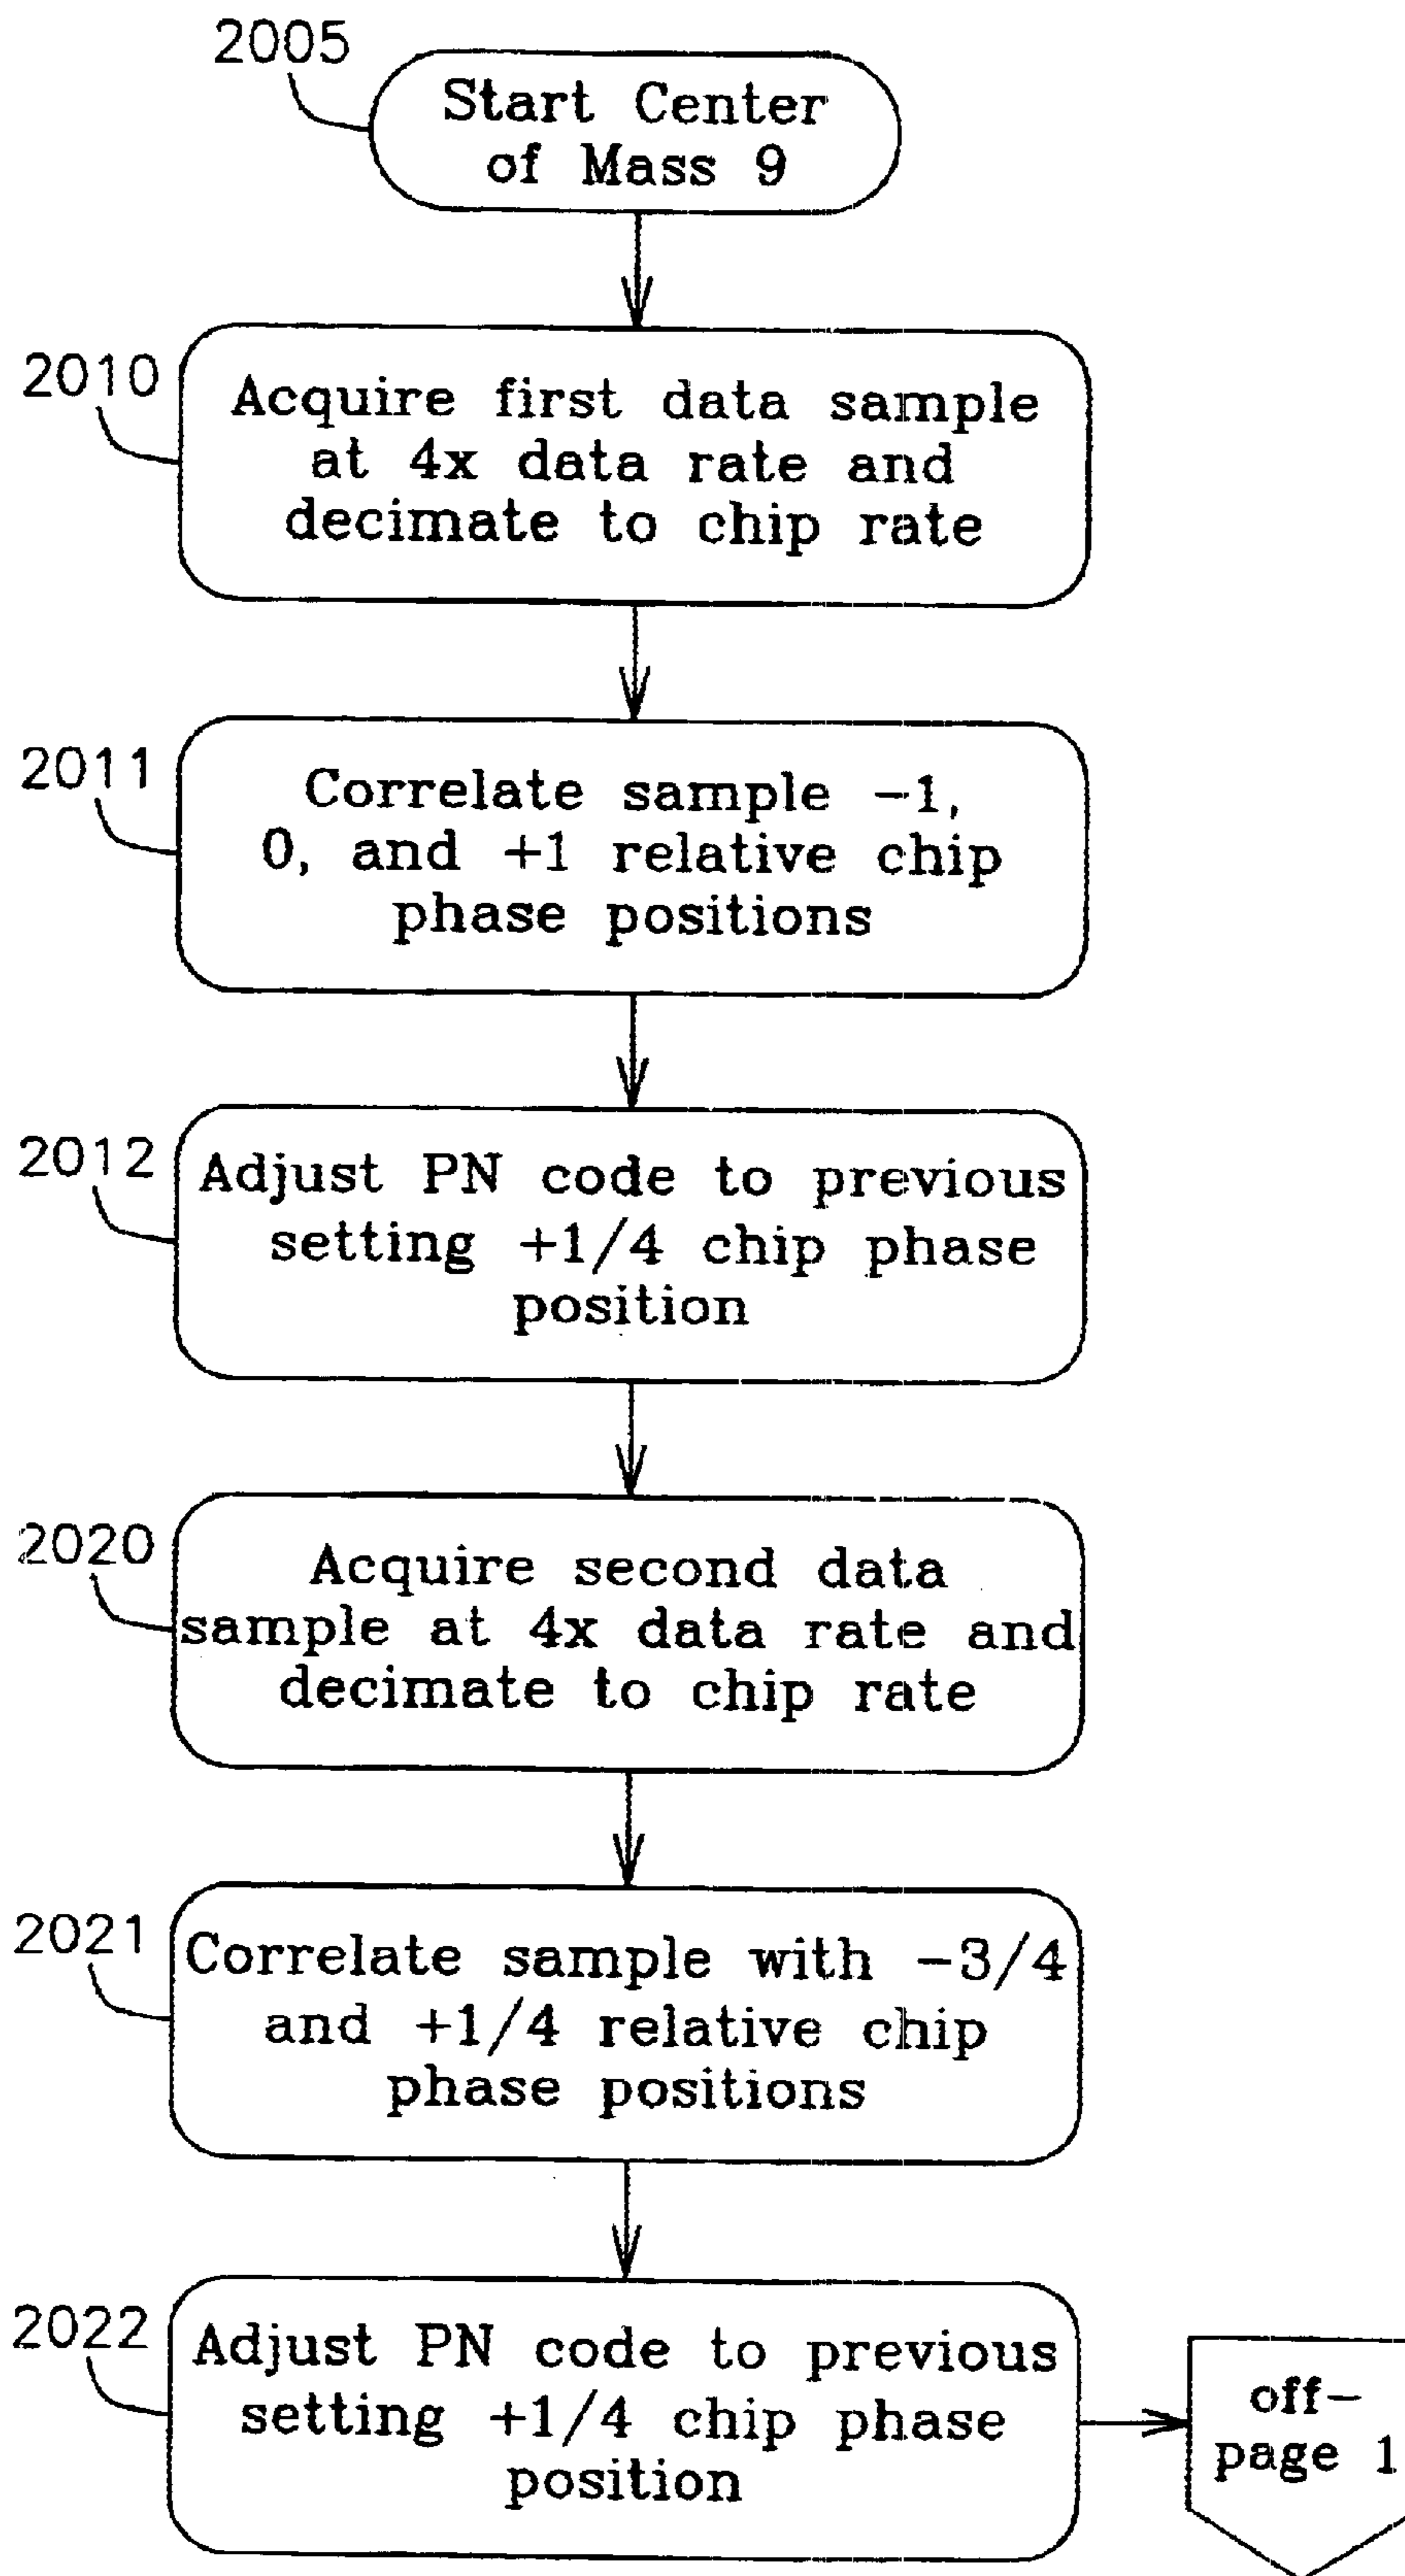 2005
Start Center
of Mass 9
2010
Acquire first data sample
at 4x data rate and
decimate to chip rate
2011
Correlate sample -1,
0, and +1 relative chip
phase positions
2012
Adjust PN code to previous
setting +1/4 chip phase
position
2020
Acquire second data
sample at 4x data rate and
decimate to chip rate
2021
Correlate sample with -3/4
and +1/4 relative chip
phase positions
2022
Adjust PN code to previous
setting +1/4 chip phase
position
off-
page 1